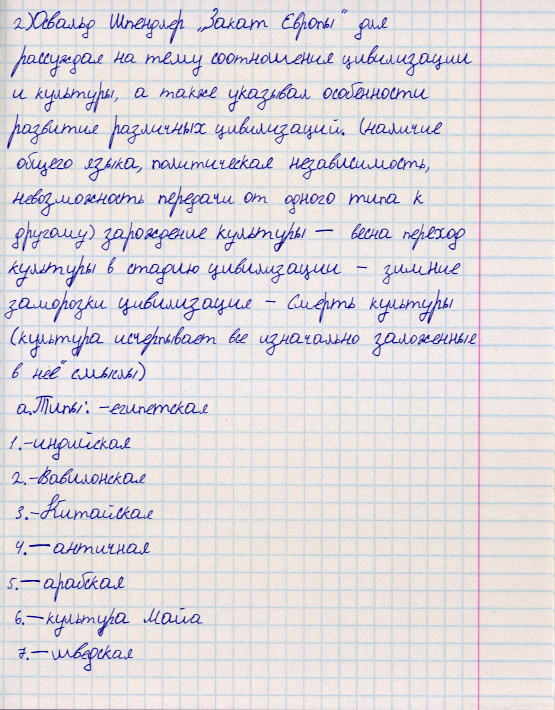 2) Освальд Шпендлер „Закат Европы“ для
рассуждал на тему соотношения цивилизации
и культуры, а также указывал особенности
развитие различных цивилизаций. (наличие
общего языка, политическая независимость,
невозможность передачи от одного типа к
другому) зарождение культуры — весна переход
культуры в стадию цивилизации – зимние
заморозки цивилизация – смерть культуры
(культура исчерпывает все изначально заложенные
в неё" смыслы)
а. Типы: -египетская
1.-индийская
2.-Вавилонская
3.-Китайская
4.—античная
5.—арабская
6.—культура Майа
7.—шведская